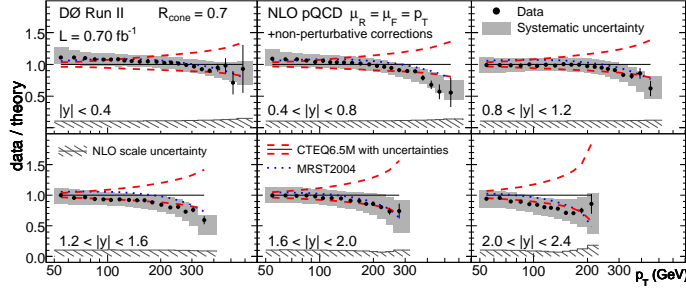 DØ Run II
R_cone = 0.7
L = 0.70 fb⁻¹
NLO pQCD μ_R = μ_F = p_T
+non-perturbative corrections
Data
Systematic uncertainty
1.5
1.0
0.5
|y| < 0.4
0.4 < |y| < 0.8
0.8 < |y| < 1.2
data / theory
NLO scale uncertainty
CTEQ6.5M with uncertainties
MRST2004
1.5
1.0
0.5
0.0
1.2 < |y| < 1.6
1.6 < |y| < 2.0
2.0 < |y| < 2.4
50 100 200 300
50 100 200 300
50 100 200 300
p_T (GeV)